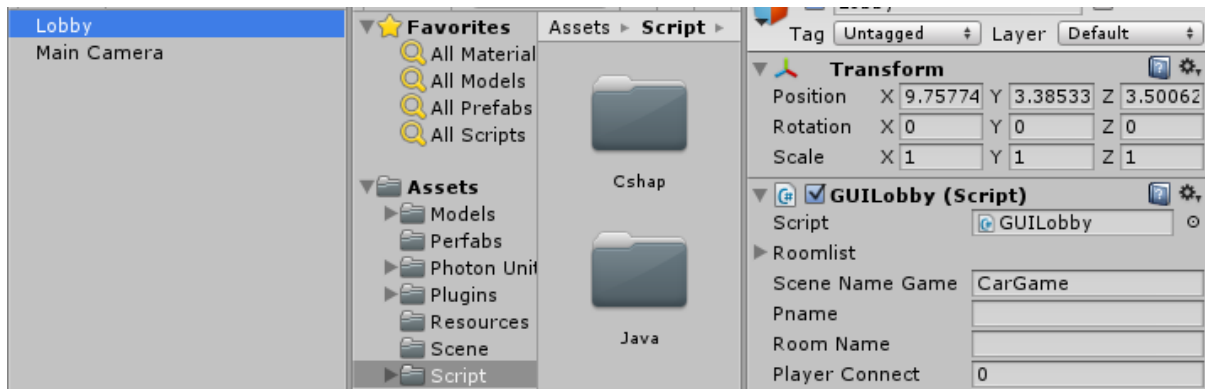 Lobby
Main Camera
Favorites
All Material
All Models
All Prefabs
All Scripts
Assets
Models
Perfabs
Photon Unit
Plugins
Resources
Scene
Script
Assets Script
Cshap
Java
Tag Untagged Layer Default
Transform
Position X 9.75774 Y 3.38533 Z 3.50062
Rotation X 0 Y 0 Z 0
Scale X 1 Y 1 Z 1
GUILobby (Script)
Script GUILobby
Roomlist
Scene Name Game CarGame
Pname
Room Name
Player Connect 0